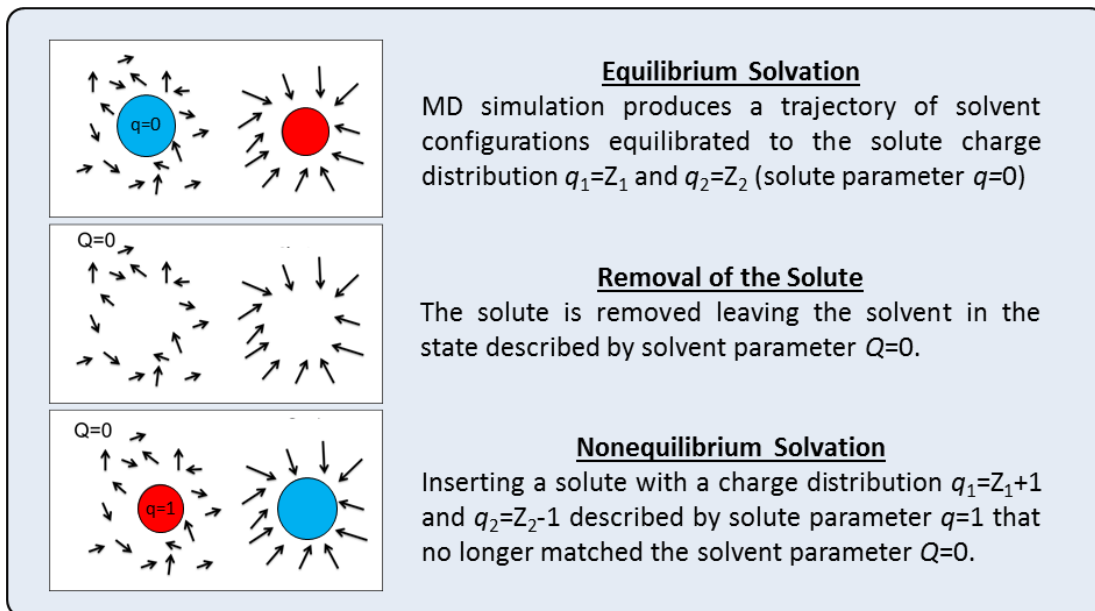 q=0
Equilibrium Solvation
MD simulation produces a trajectory of solvent
configurations equilibrated to the solute charge
distribution q₁=Z₁ and q₂=Z₂ (solute parameter q=0)
Q=0
Removal of the Solute
The solute is removed leaving the solvent in the
state described by solvent parameter Q=0.
Q=0
q=1
Nonequilibrium Solvation
Inserting a solute with a charge distribution q₁=Z₁+1
and q₂=Z₂-1 described by solute parameter q=1 that
no longer matched the solvent parameter Q=0.